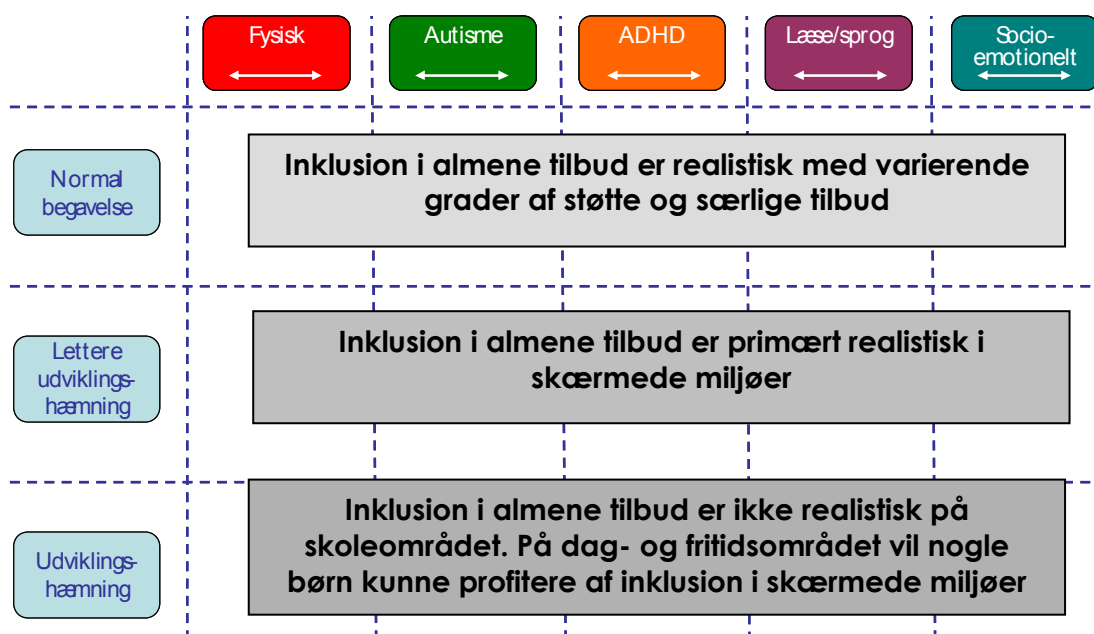 Fysisk
Autisme
ADHD
Læse/sprog
Socio-
emotionelt
Normal
begavelse
Inklusion i almene tilbud er realistisk med varierende
grader af støtte og særlige tilbud
Lettere
udviklings-
hæmning
Inklusion i almene tilbud er primært realistisk i
skærmede miljøer
Udviklings-
hæmning
Inklusion i almene tilbud er ikke realistisk på
skoleområdet. På dag- og fritidsområdet vil nogle
børn kunne profitere af inklusion i skærmede miljøer